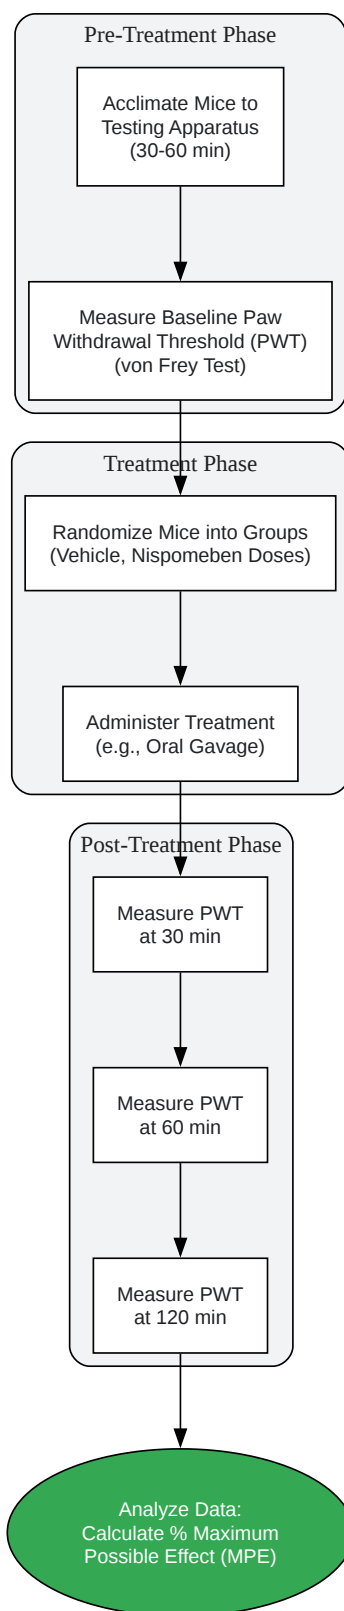 Pre-Treatment Phase
Acclimate Mice to
Testing Apparatus
(30-60 min)
Measure Baseline Paw
Withdrawal Threshold (PWT)
(von Frey Test)
Treatment Phase
Randomize Mice into Groups
(Vehicle, Nispomeben Doses)
Administer Treatment
(e.g., Oral Gavage)
Post-Treatment Phase
Measure PWT
at 30 min
Measure PWT
at 60 min
Measure PWT
at 120 min
Analyze Data:
Calculate % Maximum
Possible Effect (MPE)